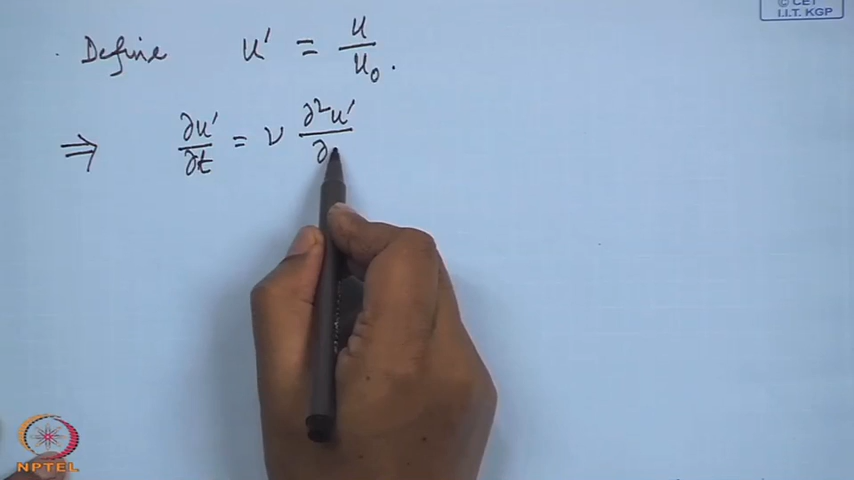 © CET
I.I.T. KGP
Define u' = u/u₀.
⇒ ∂u'/∂t = ν ∂²u'/∂
NPTEL